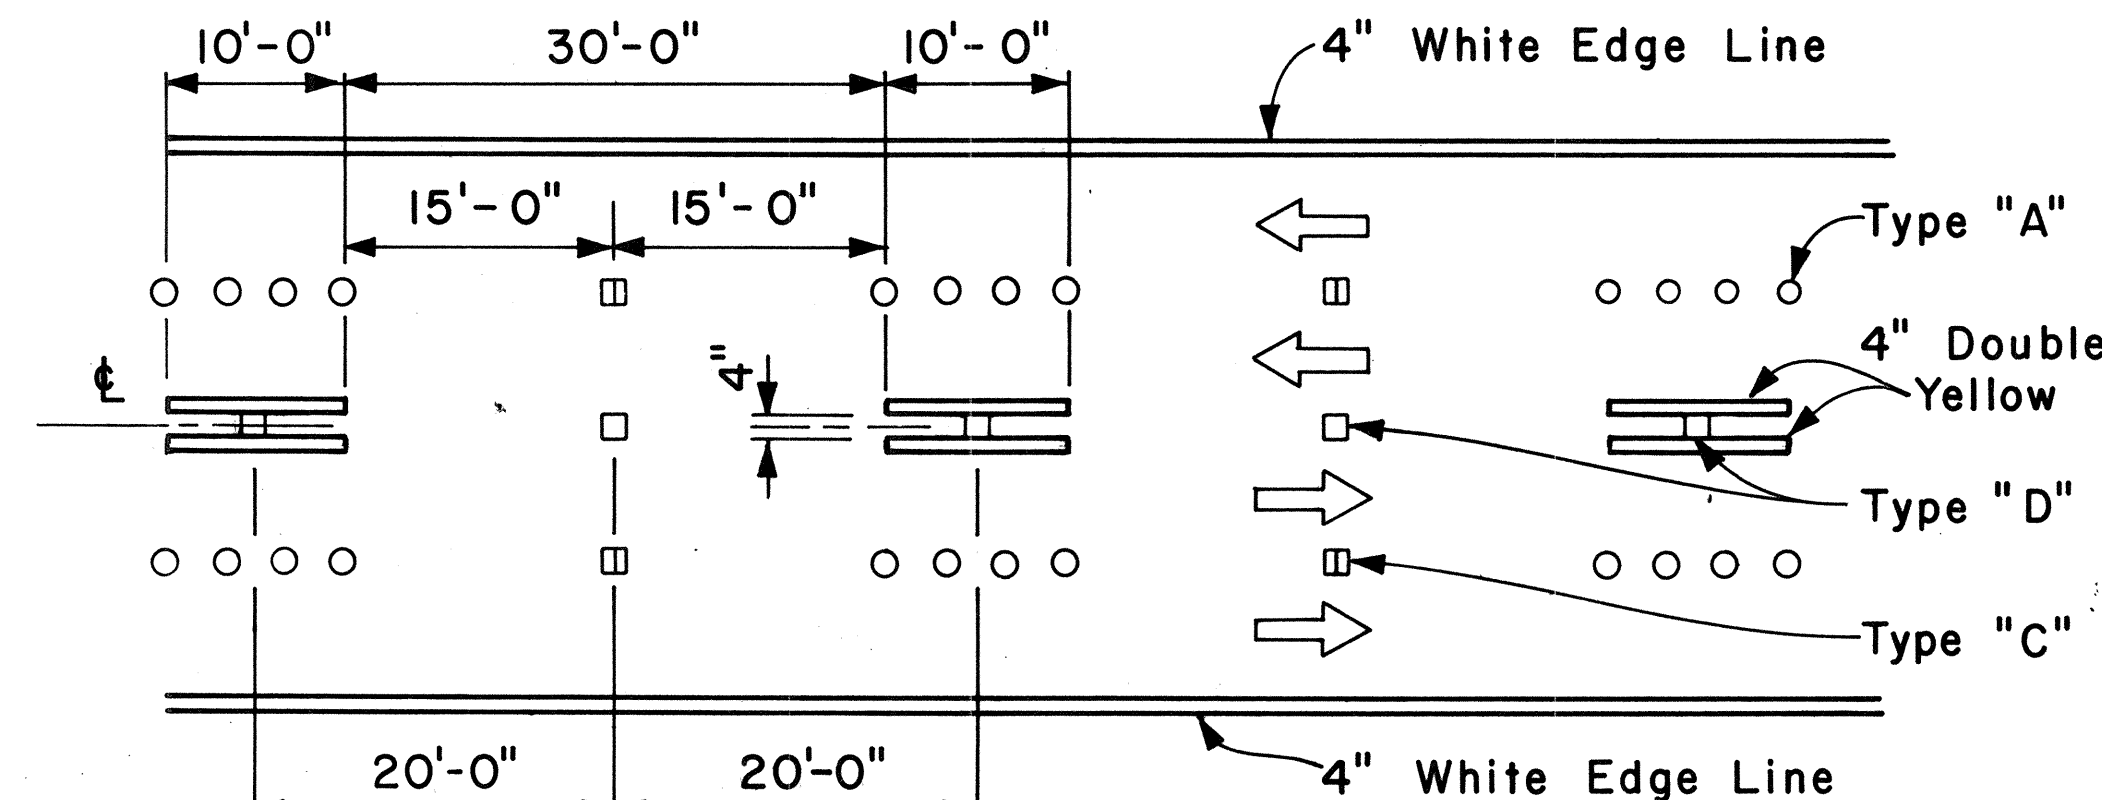 10'-0" 30'-0" 10'-0" 4" White Edge Line
15'-0" 15'-0" Type "A"
4" Double
℄ 4" Yellow
Type "D"
Type "C"
20'-0" 20'-0" 4" White Edge Line